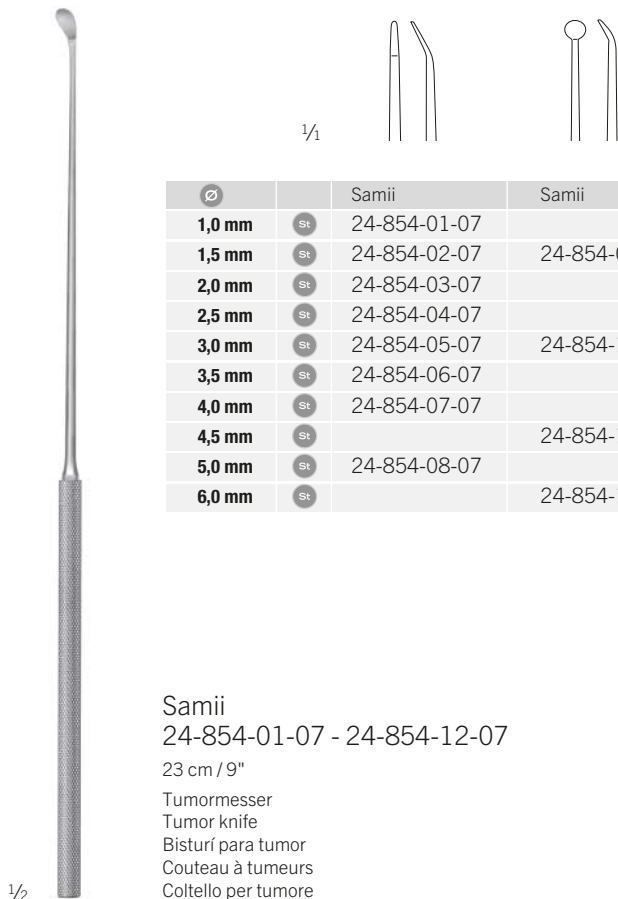 1/1
Ø Samii Samii
1,0 mm St 24-854-01-07
1,5 mm St 24-854-02-07
2,0 mm St 24-854-03-07
2,5 mm St 24-854-04-07
3,0 mm St 24-854-05-07
3,5 mm St 24-854-06-07
4,0 mm St 24-854-07-07
4,5 mm St
5,0 mm St 24-854-08-07
6,0 mm St
Samii
24-854-01-07 - 24-854-12-07
23 cm / 9"
Tumormesser
Tumor knife
Bisturí para tumor
Couteau à tumeurs
Coltello per tumore
1/2